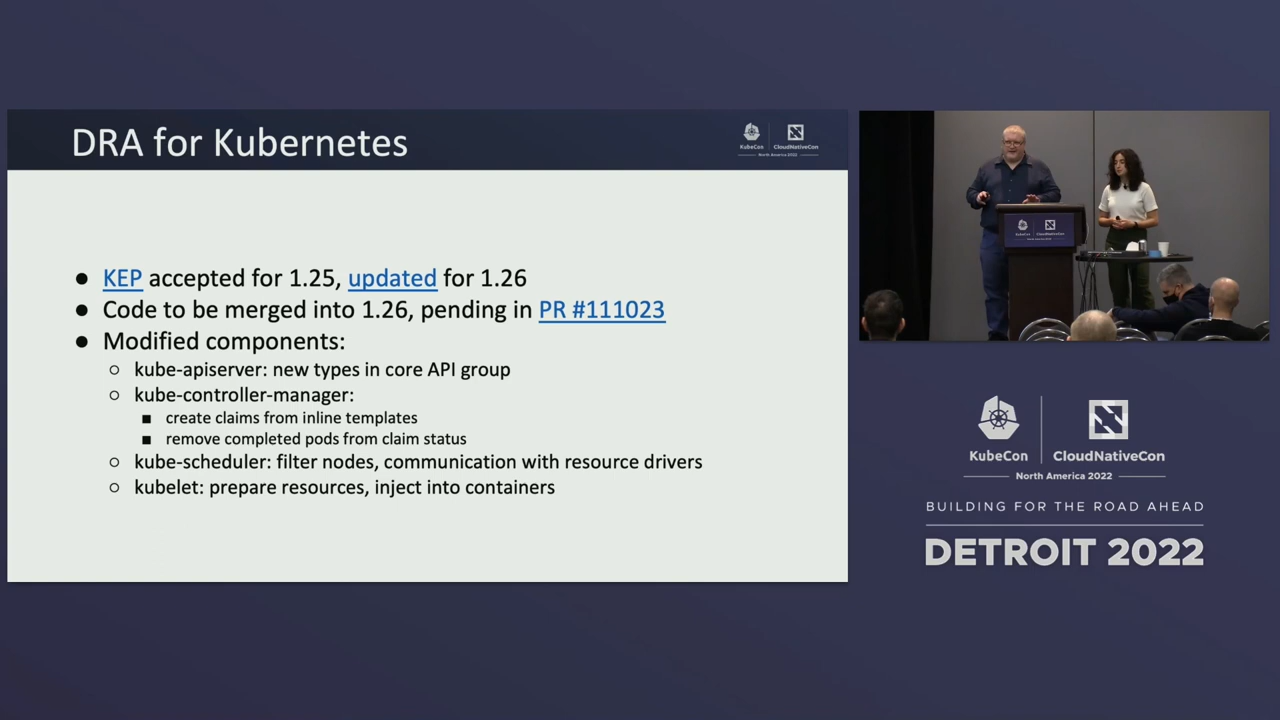 DRA for Kubernetes
KubeCon
CloudNativeCon
North America 2022
● KEP accepted for 1.25, updated for 1.26
● Code to be merged into 1.26, pending in PR #111023
● Modified components:
○ kube-apiserver: new types in core API group
○ kube-controller-manager:
■ create claims from inline templates
■ remove completed pods from claim status
○ kube-scheduler: filter nodes, communication with resource drivers
○ kubelet: prepare resources, inject into containers
KubeCon
CloudNativeCon
North America 2022
BUILDING FOR THE ROAD AHEAD
DETROIT 2022